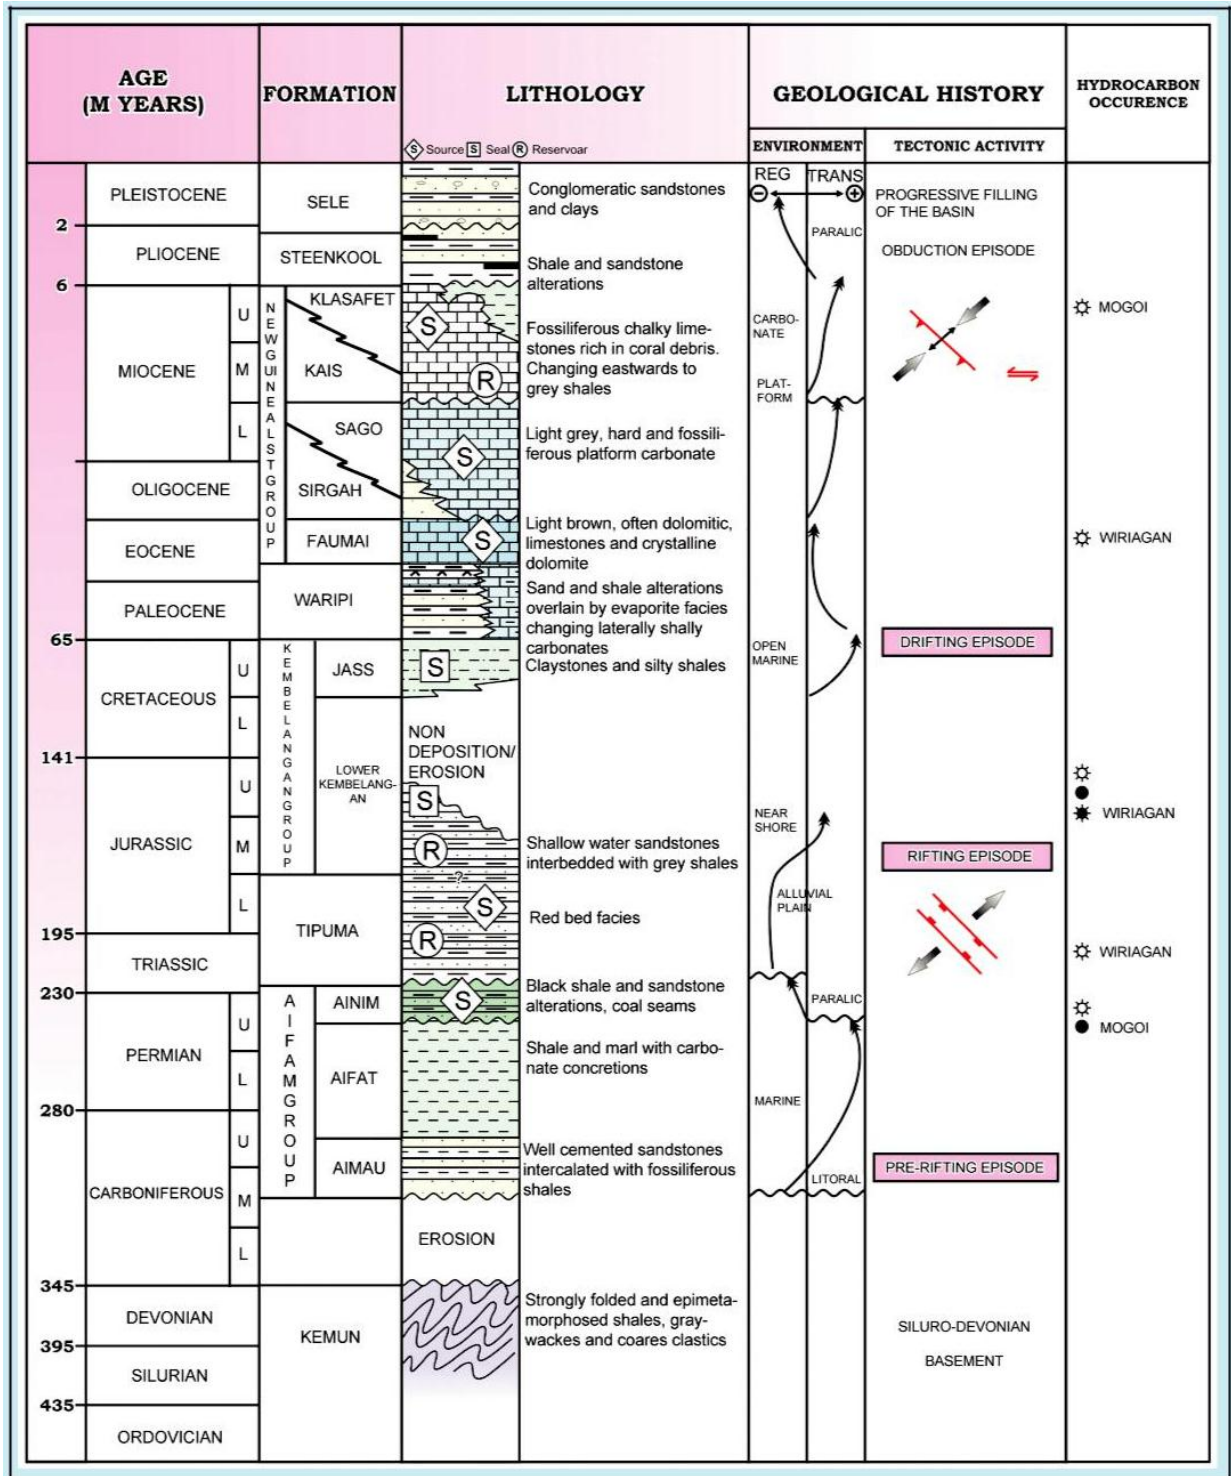 AGE
(M YEARS)
FORMATION
LITHOLOGY
S Source S Seal R Reservoar
GEOLOGICAL HISTORY
ENVIRONMENT
TECTONIC ACTIVITY
HYDROCARBON
OCCURENCE
PLEISTOCENE
2
PLIOCENE
6
MIOCENE
U
M
L
OLIGOCENE
EOCENE
PALEOCENE
65
CRETACEOUS
U
L
141
JURASSIC
U
M
L
195
TRIASSIC
230
PERMIAN
U
L
280
CARBONIFEROUS
U
M
L
345
DEVONIAN
395
SILURIAN
435
ORDOVICIAN
SELE
STEENKOOL
NEWGUINEALSTGROUP
KLASAFET
KAIS
SAGO
SIRGAH
FAUMAI
WARIPI
KEMBELANGANGROUP
JASS
LOWER
KEMBELANG-
AN
TIPUMA
AIFAMGROUP
AINIM
AIFAT
AIMAU
KEMUN
S
R
S
S
S
NON
DEPOSITION/
EROSION
S
R
?
S
R
S
EROSION
Conglomeratic sandstones
and clays
Shale and sandstone
alterations
Fossiliferous chalky lime-
stones rich in coral debris.
Changing eastwards to
grey shales
Light grey, hard and fossili-
ferous platform carbonate
Light brown, often dolomitic,
limestones and crystalline
dolomite
Sand and shale alterations
overlain by evaporite facies
changing laterally shally
carbonates
Claystones and silty shales
Shallow water sandstones
interbedded with grey shales
Red bed facies
Black shale and sandstone
alterations, coal seams
Shale and marl with carbo-
nate concretions
Well cemented sandstones
intercalated with fossiliferous
shales
Strongly folded and epimeta-
morphosed shales, gray-
wackes and coares clastics
REG TRANS
PARALIC
CARBO-
NATE
PLAT-
FORM
OPEN
MARINE
NEAR
SHORE
ALLUVIAL
PLAIN
PARALIC
MARINE
LITORAL
PROGRESSIVE FILLING
OF THE BASIN
OBDUCTION EPISODE
DRIFTING EPISODE
RIFTING EPISODE
PRE-RIFTING EPISODE
SILURO-DEVONIAN
BASEMENT
MOGOI
WIRIAGAN
WIRIAGAN
WIRIAGAN
MOGOI